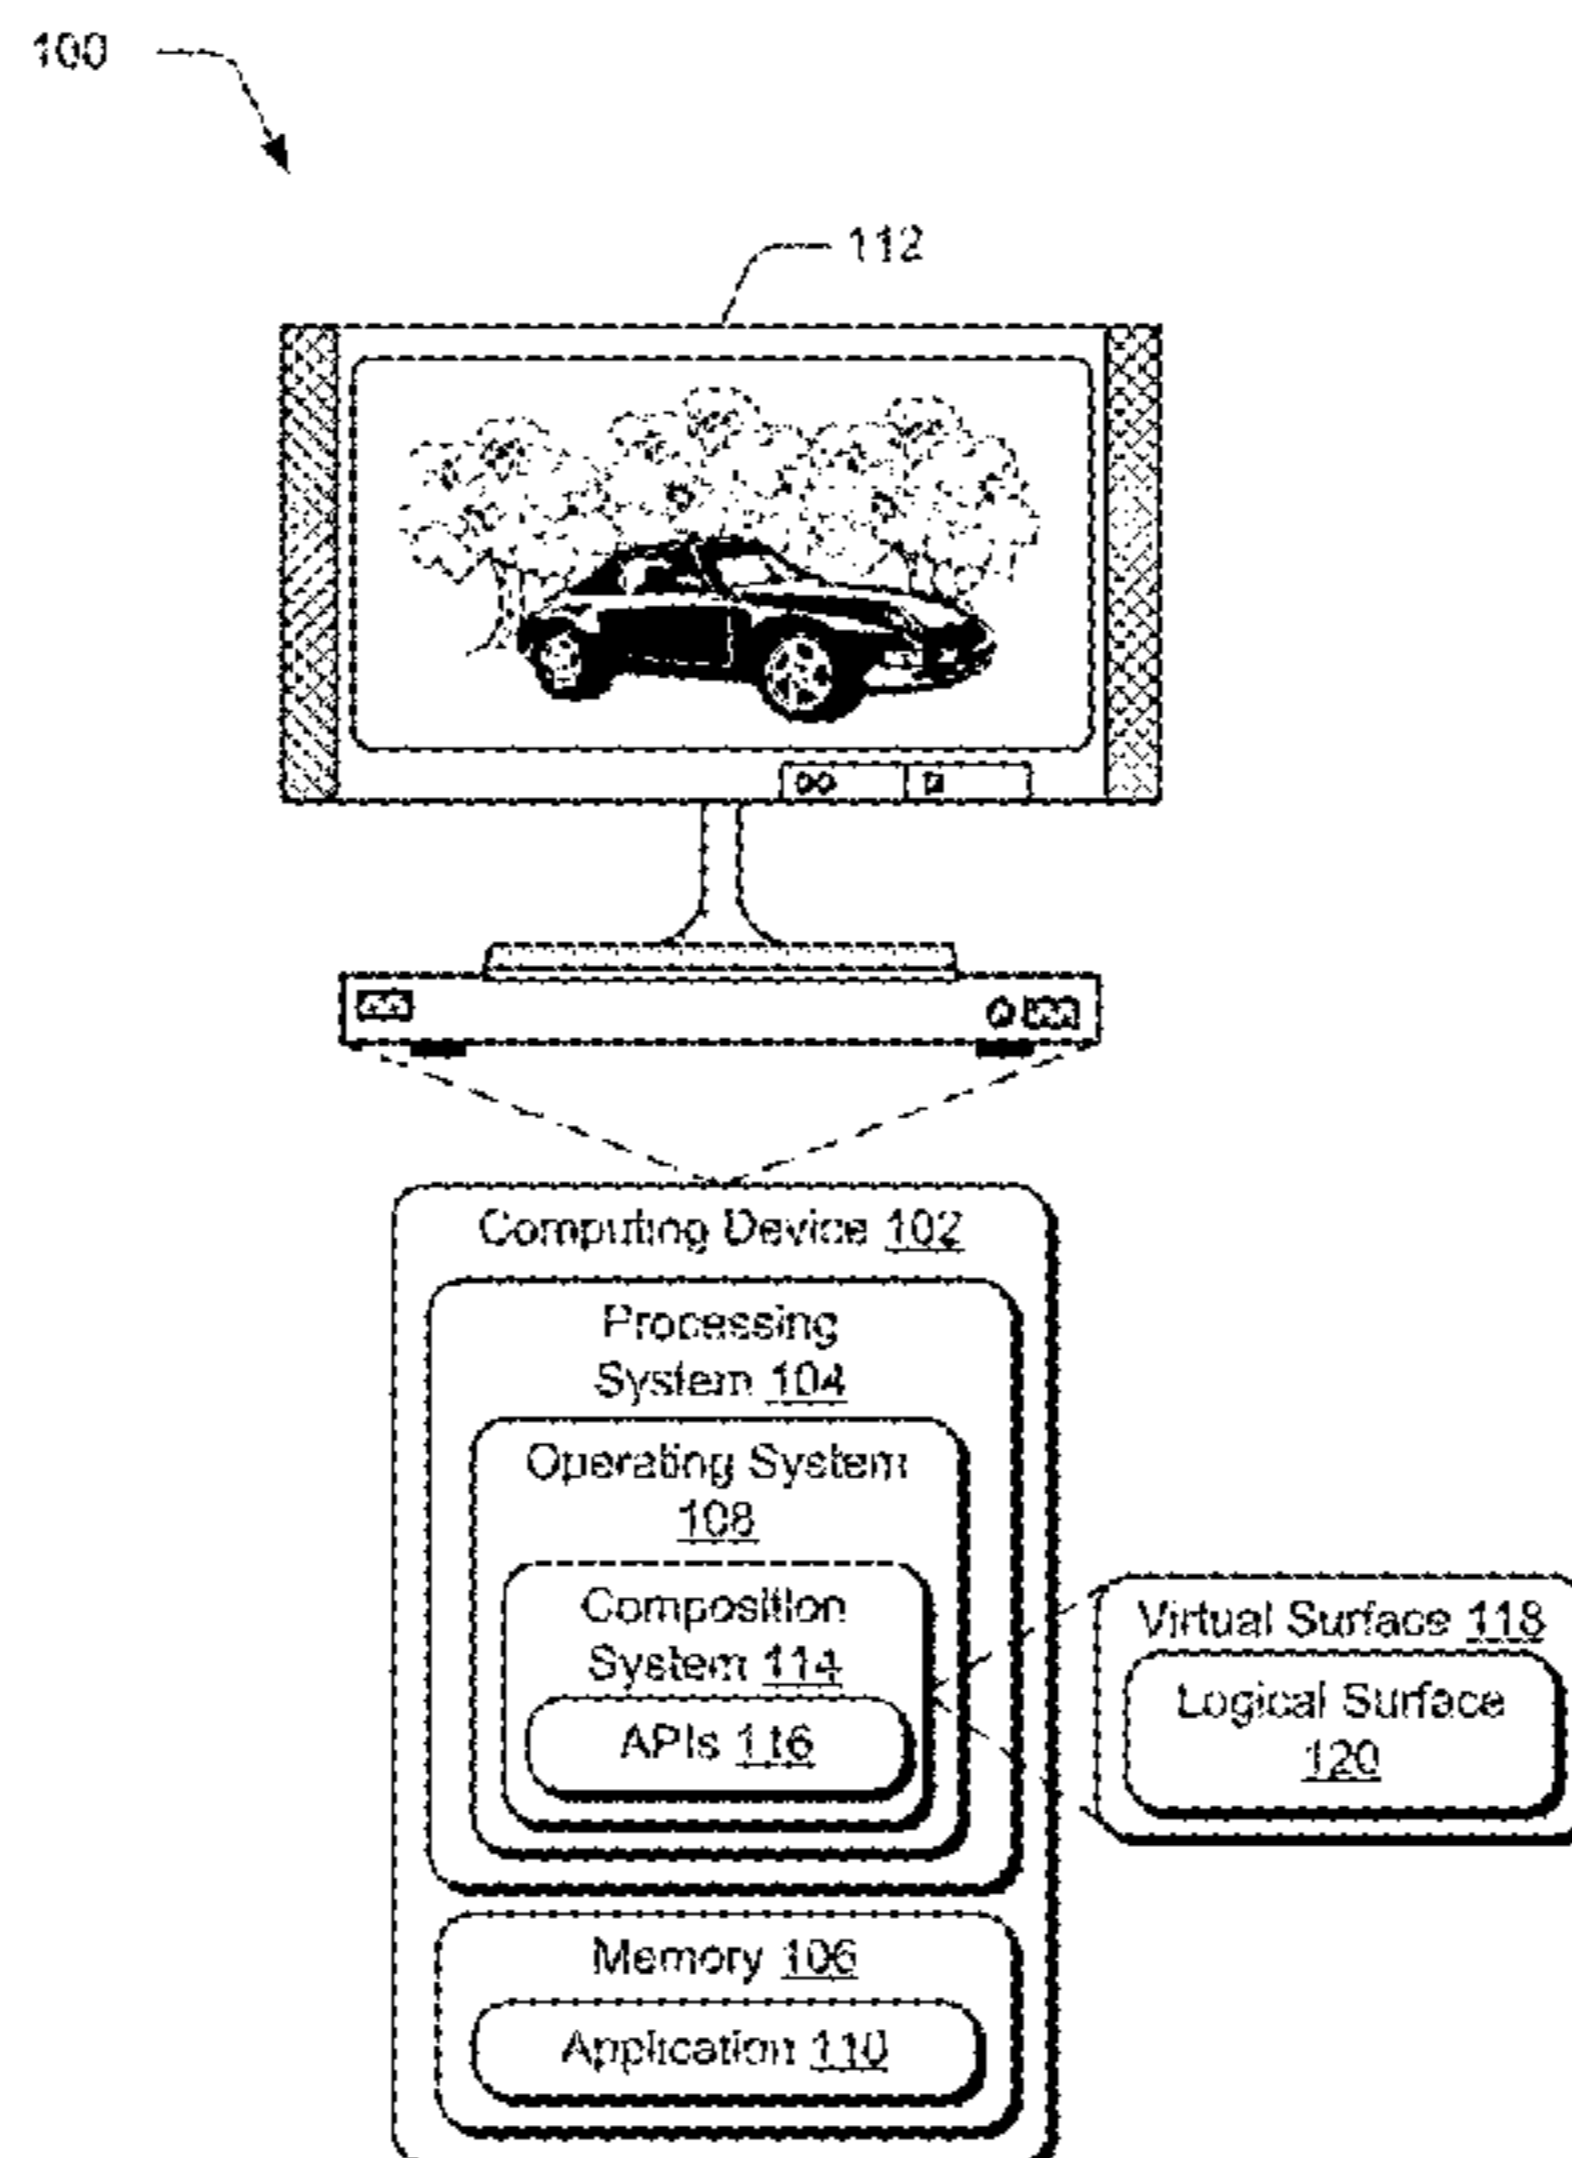 100
112
Computing Device 102
Processing
System 104
Operating System
108
Composition
System 114
APIs 116
Virtual Surface 118
Logical Surface
120
Memory 106
Application 110